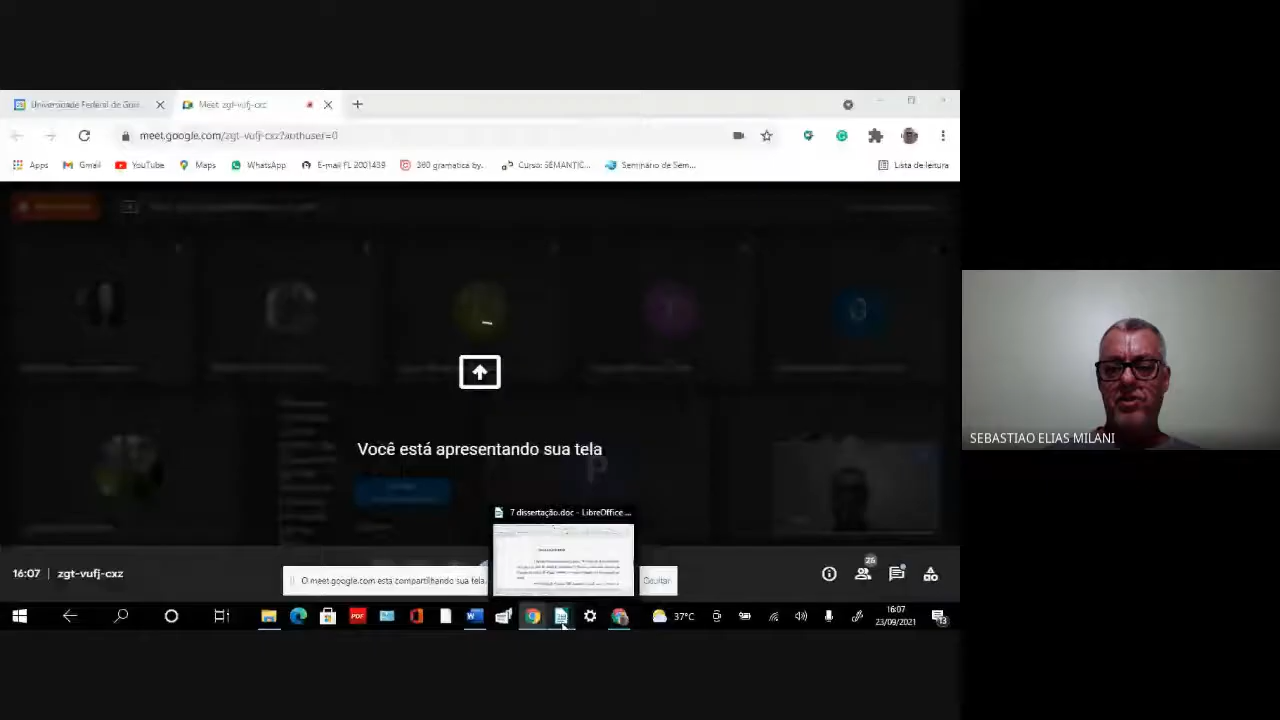 Universidade Federal de Goi...
Meet: zgt-vufj-cxz
meet.google.com/zgt-vufj-cxz?authuser=0
Apps
Gmail
YouTube
Maps
WhatsApp
E-mail FL 2001439
360 gramatica by...
Curso: SEMÂNTIC...
Seminário de Sem...
Lista de leitura
Você está apresentando sua tela
7 dissertação.doc - LibreOffice ...
16:07 | zgt-vufj-cxz
25
meet.google.com está compartilhando sua tela.
Ocultar
37°C
16:07
23/09/2021
13
SEBASTIAO ELIAS MILANI